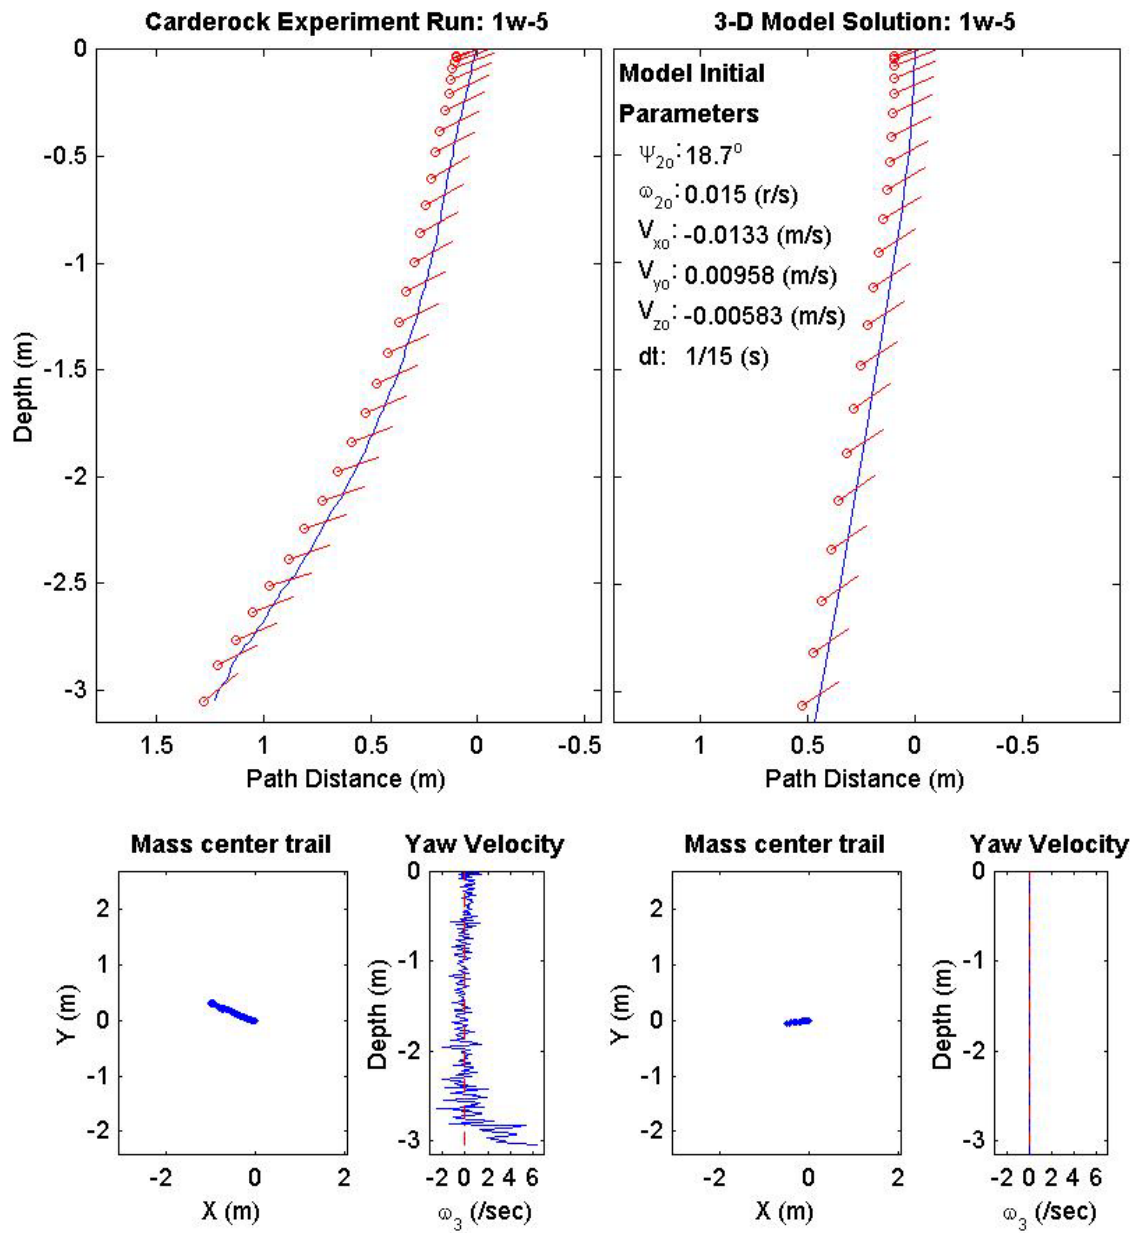 Carderock Experiment Run: 1w-5
3-D Model Solution: 1w-5
0
-0.5
-1
-1.5
-2
-2.5
-3
Depth (m)
1.5 1 0.5 0 -0.5
Path Distance (m)
Model Initial
Parameters
Ψ2o: 18.7o
ω2o: 0.015 (r/s)
Vxo: -0.0133 (m/s)
Vyo: 0.00958 (m/s)
Vzo: -0.00583 (m/s)
dt: 1/15 (s)
1 0.5 0 -0.5
Path Distance (m)
Mass center trail
2
1
0
-1
-2
Y (m)
-2 0 2
X (m)
Yaw Velocity
0
-1
-2
-3
Depth (m)
-2 0 2 4 6
ω3 (/sec)
Mass center trail
2
1
0
-1
-2
Y (m)
-2 0 2
X (m)
Yaw Velocity
0
-1
-2
-3
Depth (m)
-2 0 2 4 6
ω3 (/sec)